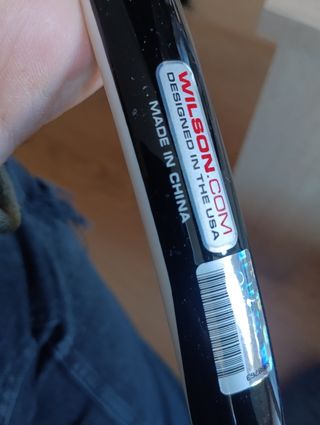 WILSON.COM
DESIGNED IN THE USA
MADE IN CHINA